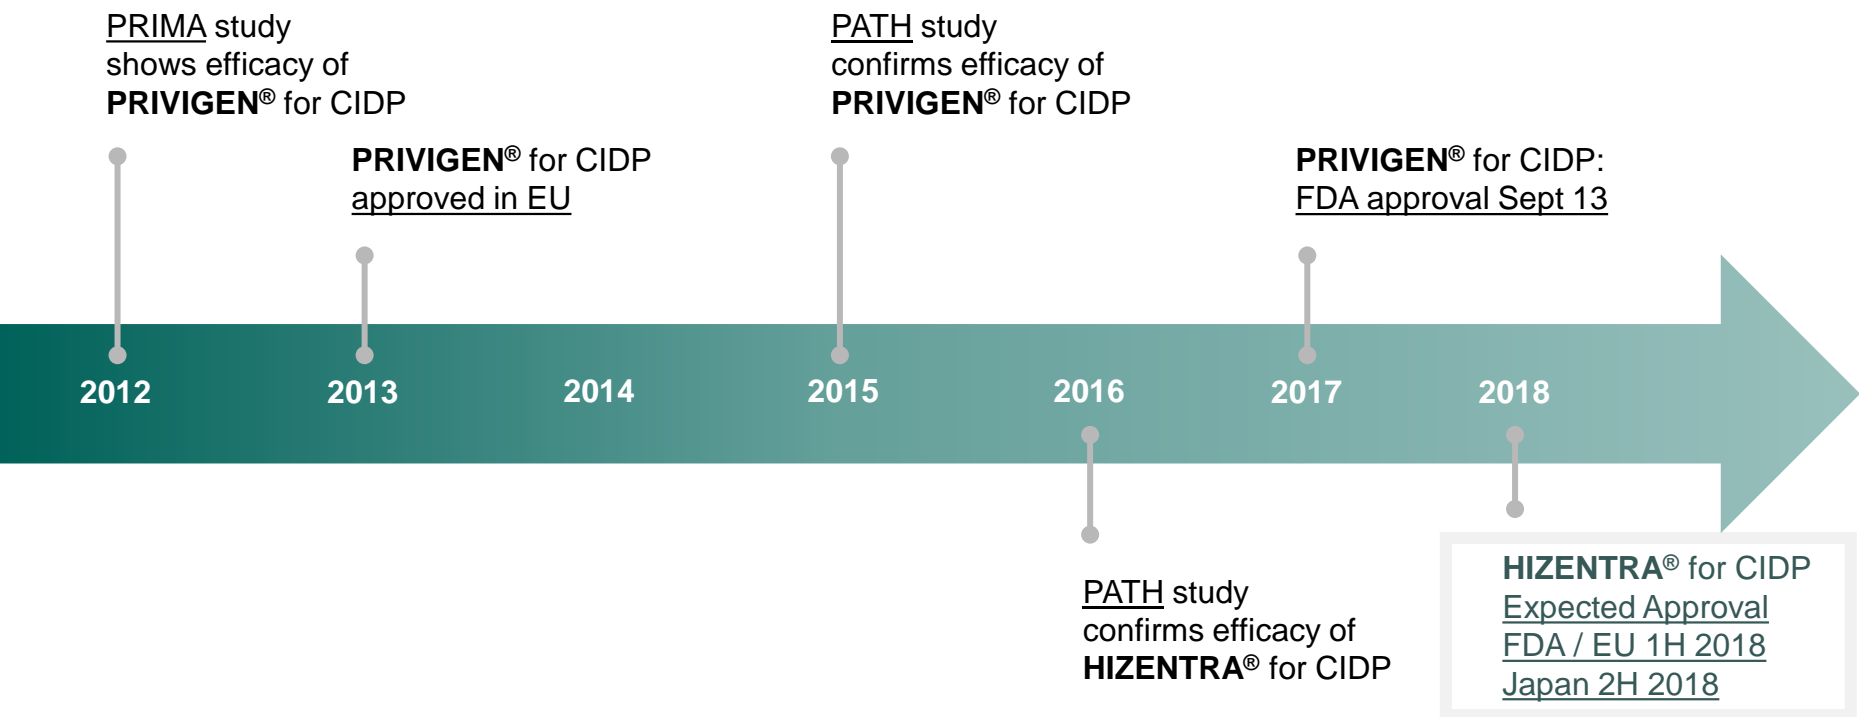 PRIMA study
shows efficacy of
PRIVIGEN® for CIDP
PRIVIGEN® for CIDP
approved in EU
PATH study
confirms efficacy of
PRIVIGEN® for CIDP
PRIVIGEN® for CIDP:
FDA approval Sept 13
2012
2013
2014
2015
2016
2017
2018
PATH study
confirms efficacy of
HIZENTRA® for CIDP
HIZENTRA® for CIDP
Expected Approval
FDA / EU 1H 2018
Japan 2H 2018